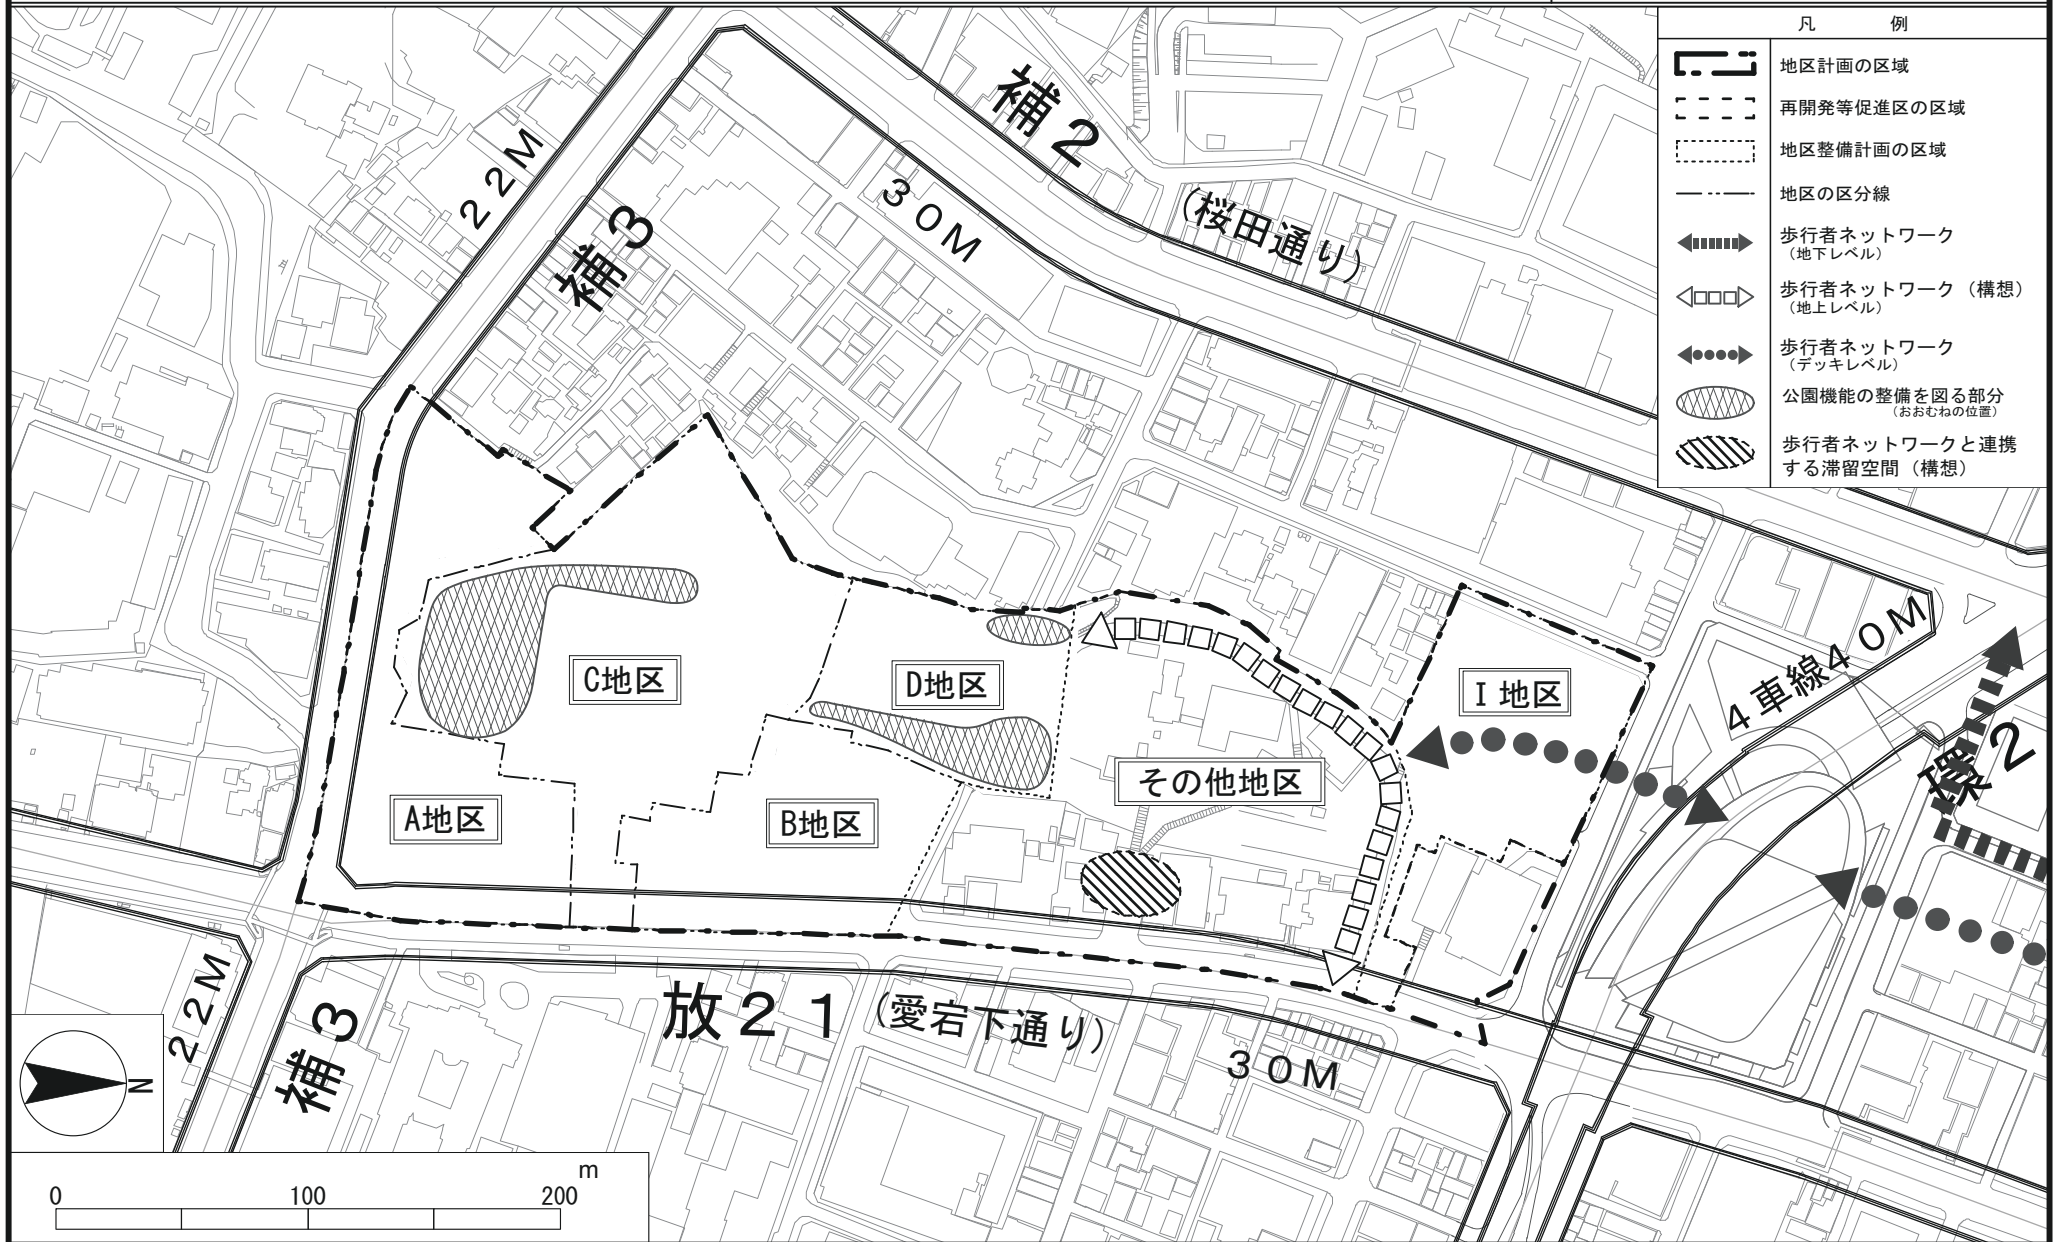 凡 例
地区計画の区域
再開発等促進区の区域
地区整備計画の区域
地区の区分線
歩行者ネットワーク
（地下レベル）
歩行者ネットワーク（構想）
（地上レベル）
歩行者ネットワーク
（デッキレベル）
公園機能の整備を図る部分
（おおむねの位置）
歩行者ネットワークと連携
する滞留空間（構想）
補２
（桜田通り）
３０Ｍ
２２Ｍ
補３
４車線４０Ｍ
環２
C地区
D地区
I 地区
その他地区
A地区
B地区
２２Ｍ
補３
放２１
（愛宕下通り）
３０Ｍ
N
m
0 100 200